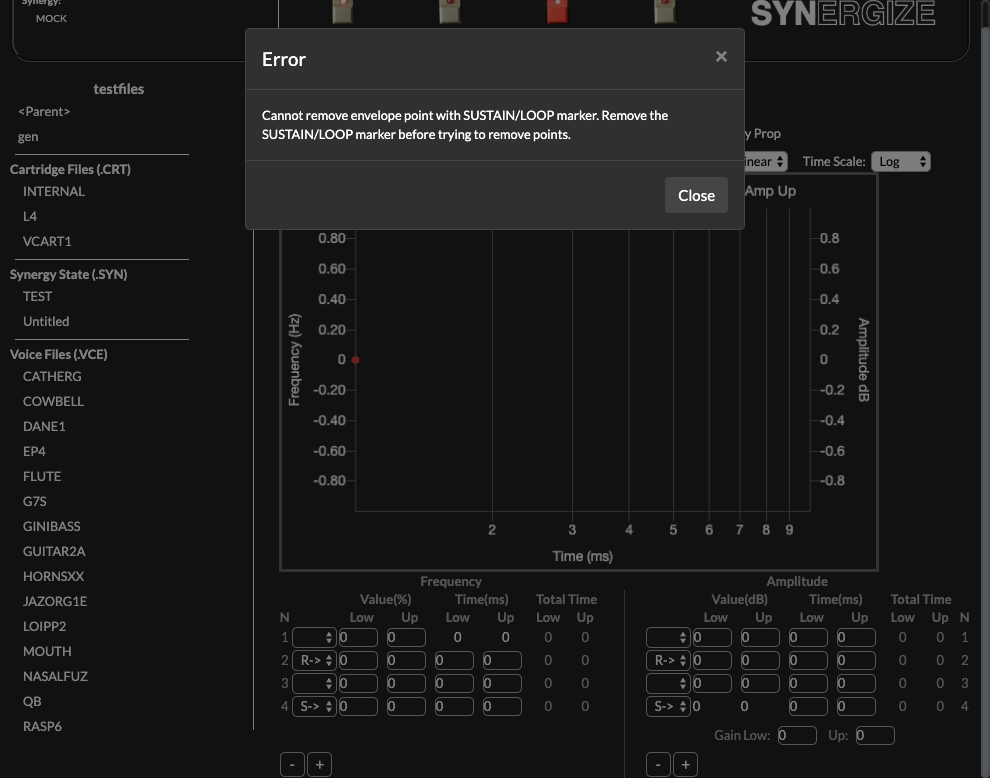 Synergy:
MOCK
SYNERGIZE
Error
×
Cannot remove envelope point with SUSTAIN/LOOP marker. Remove the
SUSTAIN/LOOP marker before trying to remove points.
Close
testfiles
<Parent>
gen
Cartridge Files (.CRT)
INTERNAL
L4
VCART1
Synergy State (.SYN)
TEST
Untitled
Voice Files (.VCE)
CATHERG
COWBELL
DANE1
EP4
FLUTE
G7S
GINIBASS
GUITAR2A
HORNSXX
JAZORG1E
LOIPP2
MOUTH
NASALFUZ
QB
RASP6
y Prop
inear Time Scale: Log
Amp Up
0.80 0.8
0.60 0.6
0.40 0.4
0.20 0.2
0 0
-0.20 -0.2
-0.40 -0.4
-0.60 -0.6
-0.80 -0.8
Frequency (Hz)
Amplitude dB
2 3 4 5 6 7 8 9
Time (ms)
Frequency Amplitude
Value(%) Time(ms) Total Time Value(dB) Time(ms) Total Time
N Low Up Low Up Low Up Low Up Low Up Low Up N
1 0 0 0 0 0 0 0 0 0 0 0 0 1
2 R-> 0 0 0 0 0 0 R-> 0 0 0 0 0 0 2
3 0 0 0 0 0 0 0 0 0 0 0 0 3
4 S-> 0 0 0 0 0 0 S-> 0 0 0 0 0 0 4
Gain Low: 0 Up: 0
- + - +